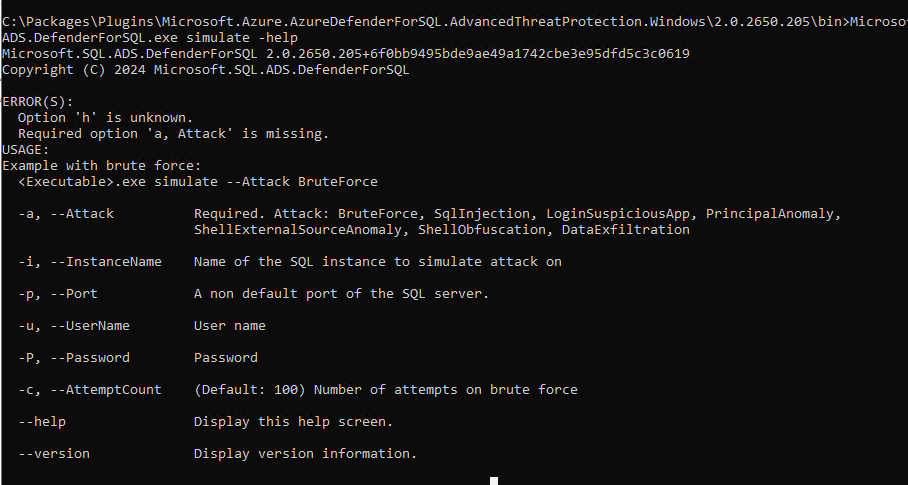 C:\Packages\Plugins\Microsoft.Azure.AzureDefenderForSQL.AdvancedThreatProtection.Windows\2.0.2650.205\bin>Microso
ADS.DefenderForSQL.exe simulate -help
Microsoft.SQL.ADS.DefenderForSQL 2.0.2650.205+6f0bb9495bde9ae49a1742cbe3e95dfd5c3c0619
Copyright (C) 2024 Microsoft.SQL.ADS.DefenderForSQL
ERROR(S):
Option 'h' is unknown.
Required option 'a, Attack' is missing.
USAGE:
Example with brute force:
<Executable>.exe simulate --Attack BruteForce
-a, --Attack Required. Attack: BruteForce, SqlInjection, LoginSuspiciousApp, PrincipalAnomaly,
ShellExternalSourceAnomaly, ShellObfuscation, DataExfiltration
-i, --InstanceName Name of the SQL instance to simulate attack on
-p, --Port A non default port of the SQL server.
-u, --UserName User name
-P, --Password Password
-c, --AttemptCount (Default: 100) Number of attempts on brute force
--help Display this help screen.
--version Display version information.